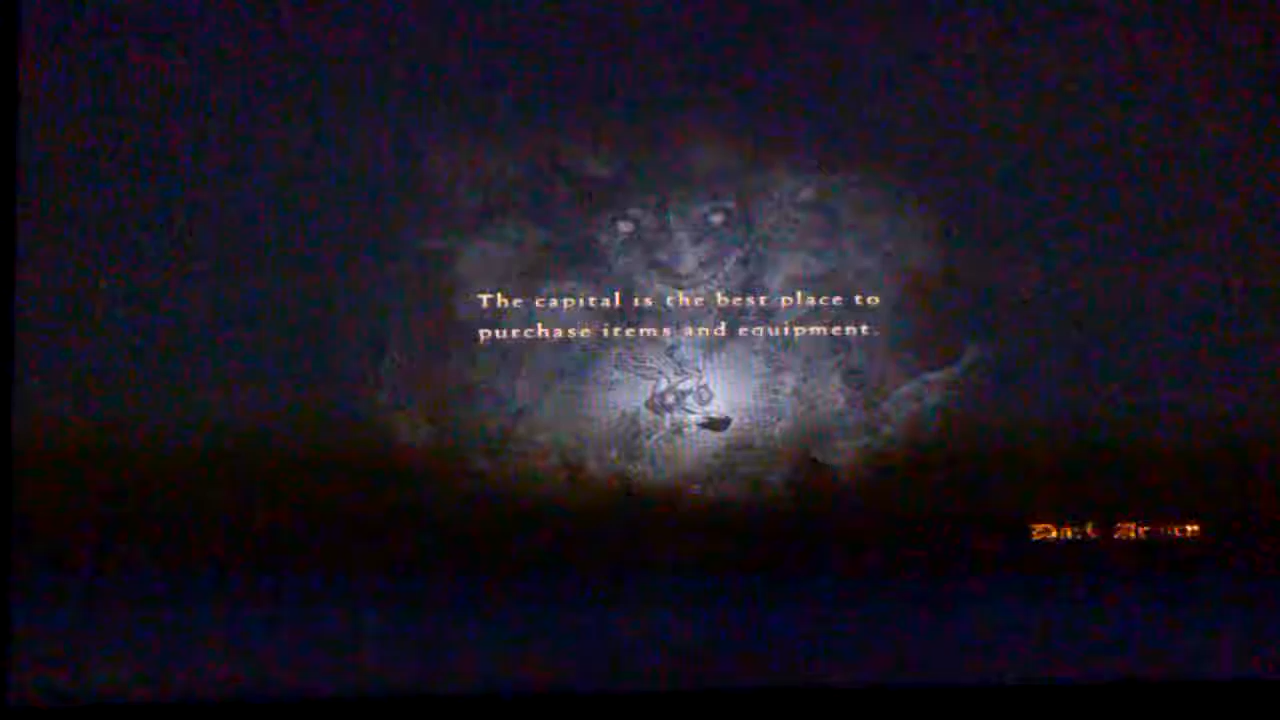 The capital is the best place to
purchase items and equipment.